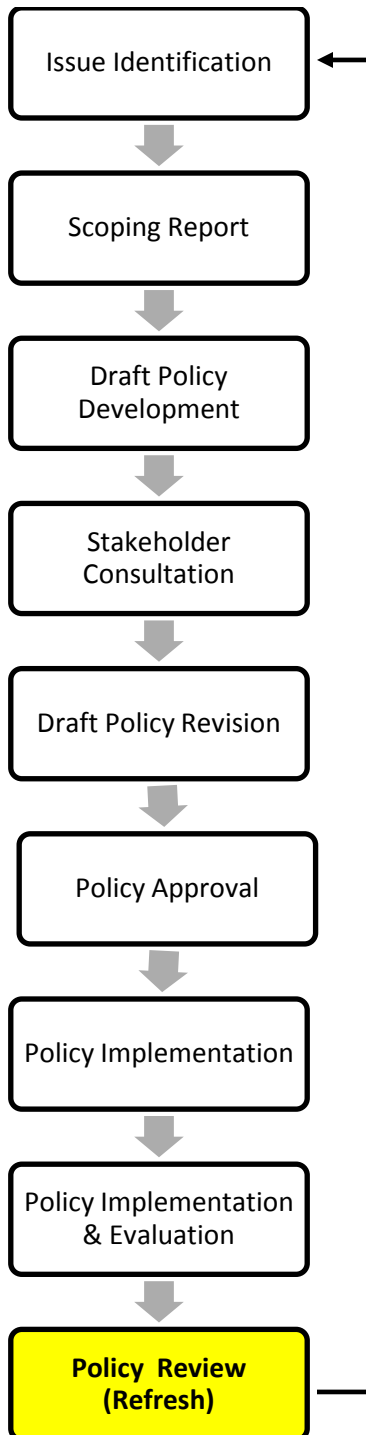 Issue Identification
Scoping Report
Draft Policy
Development
Stakeholder
Consultation
Draft Policy Revision
Policy Approval
Policy Implementation
Policy Implementation
& Evaluation
Policy Review
(Refresh)